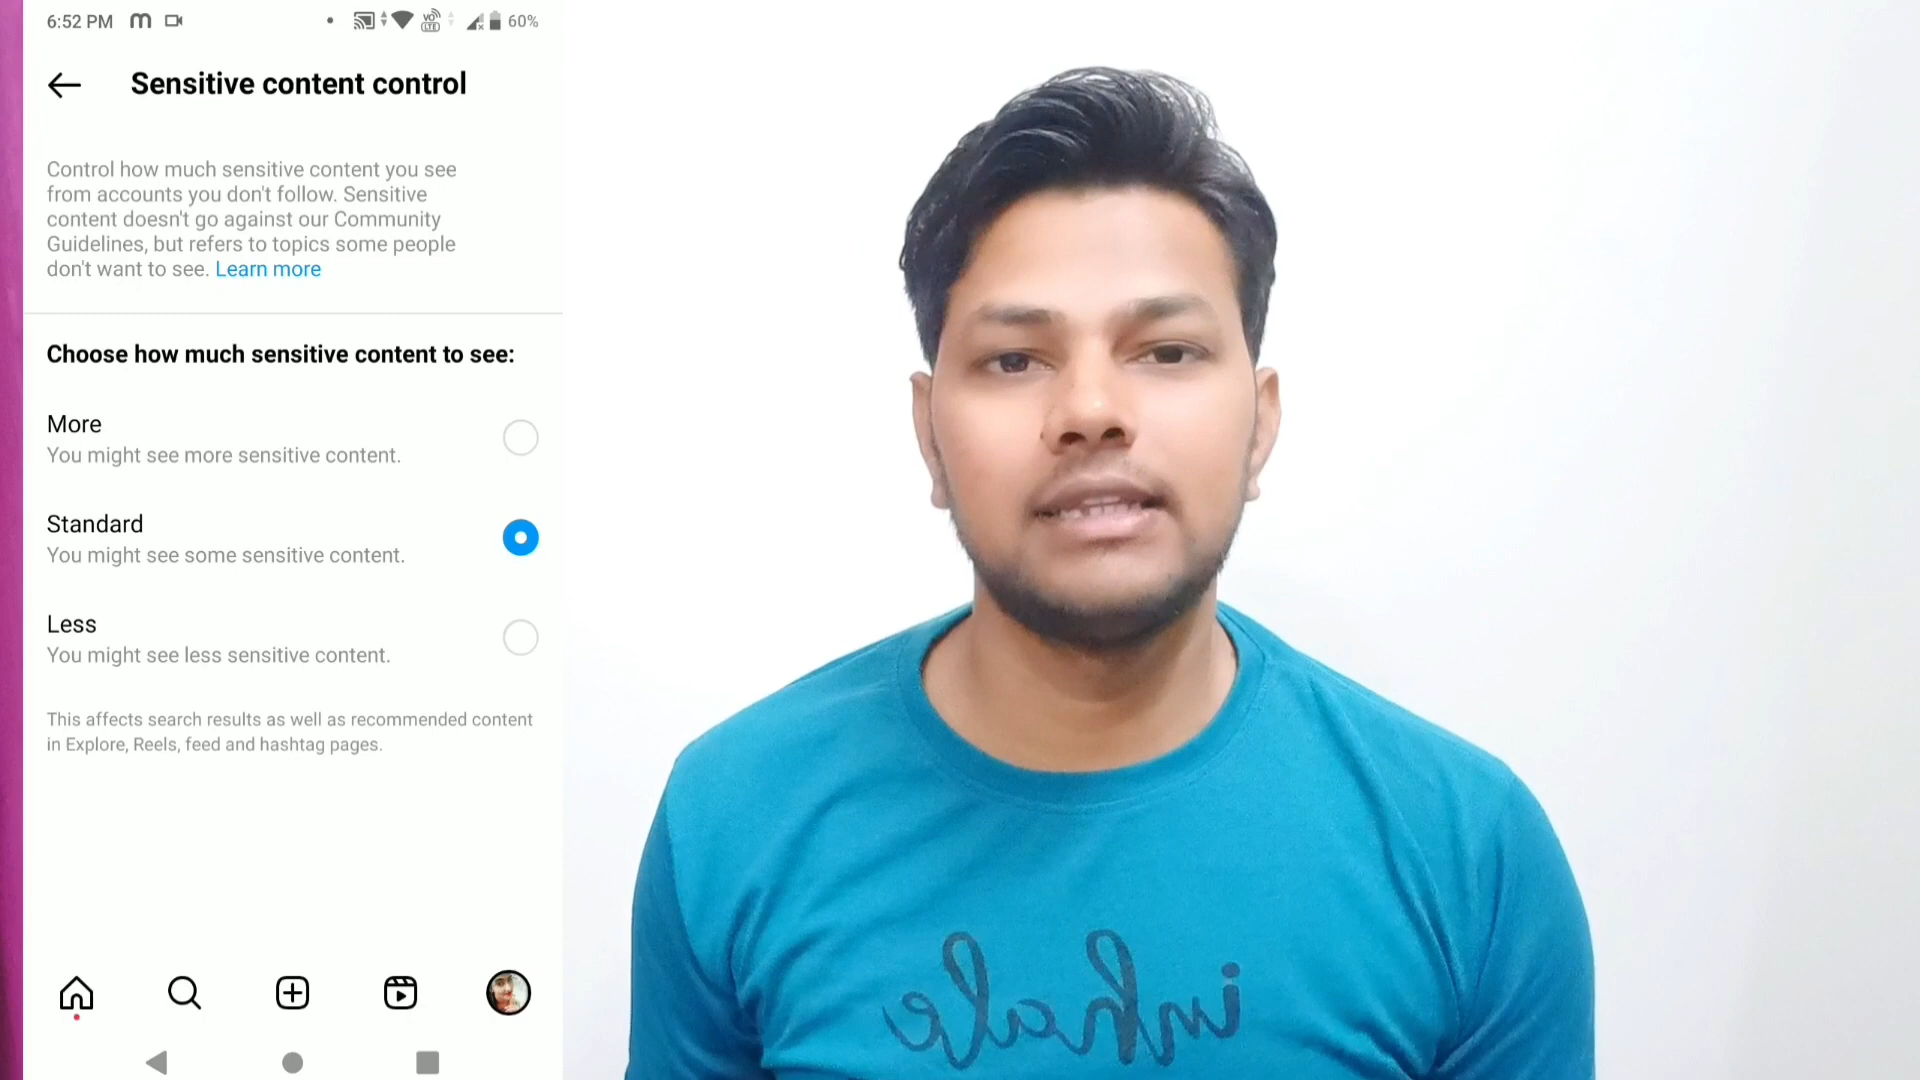 6:52 PM
VO))
LTE
60%
Sensitive content control
Control how much sensitive content you see
from accounts you don't follow. Sensitive
content doesn't go against our Community
Guidelines, but refers to topics some people
don't want to see. Learn more
Choose how much sensitive content to see:
More
You might see more sensitive content.
Standard
You might see some sensitive content.
Less
You might see less sensitive content.
This affects search results as well as recommended content
in Explore, Reels, feed and hashtag pages.
inhale